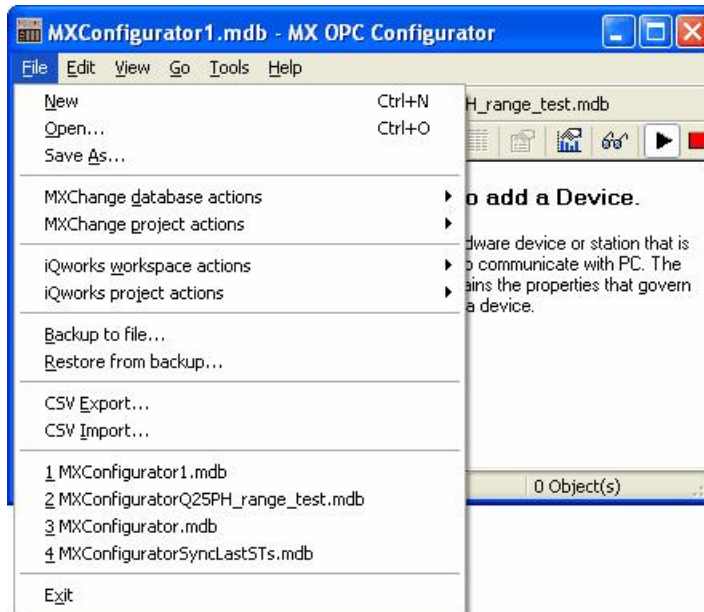 MXConfigurator1.mdb - MX OPC Configurator
File Edit View Go Tools Help
New Ctrl+N
Open... Ctrl+O
Save As...
MXChange database actions
MXChange project actions
iQworks workspace actions
iQworks project actions
Backup to file...
Restore from backup...
CSV Export...
CSV Import...
1 MXConfigurator1.mdb
2 MXConfiguratorQ25PH_range_test.mdb
3 MXConfigurator.mdb
4 MXConfiguratorSyncLastSTs.mdb
Exit
H_range_test.mdb
o add a Device.
dware device or station that is
o communicate with PC. The
ains the properties that govern
a device.
0 Object(s)